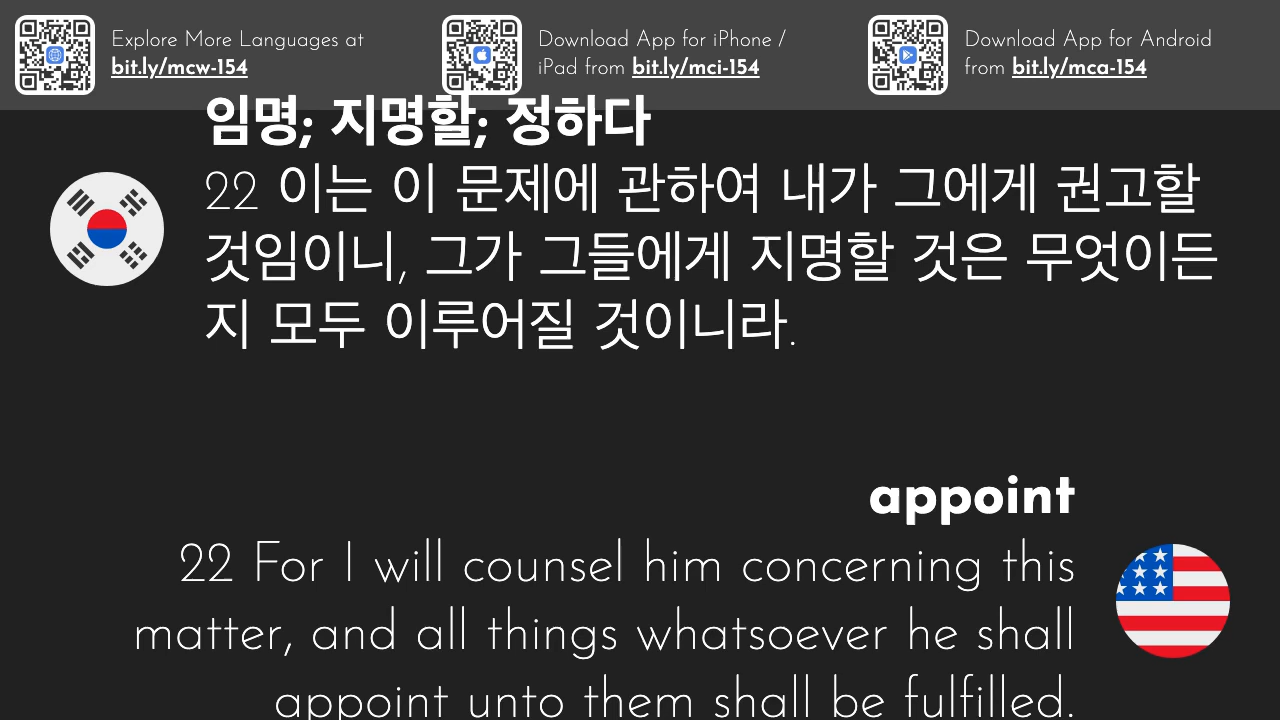 Explore More Languages at
bit.ly/mcw-154
Download App for iPhone /
iPad from bit.ly/mci-154
Download App for Android
from bit.ly/mca-154
임명; 지명할; 정하다
22 이는 이 문제에 관하여 내가 그에게 권고할
것임이니, 그가 그들에게 지명할 것은 무엇이든
지 모두 이루어질 것이니라.
appoint
22 For I will counsel him concerning this
matter, and all things whatsoever he shall
appoint unto them shall be fulfilled.